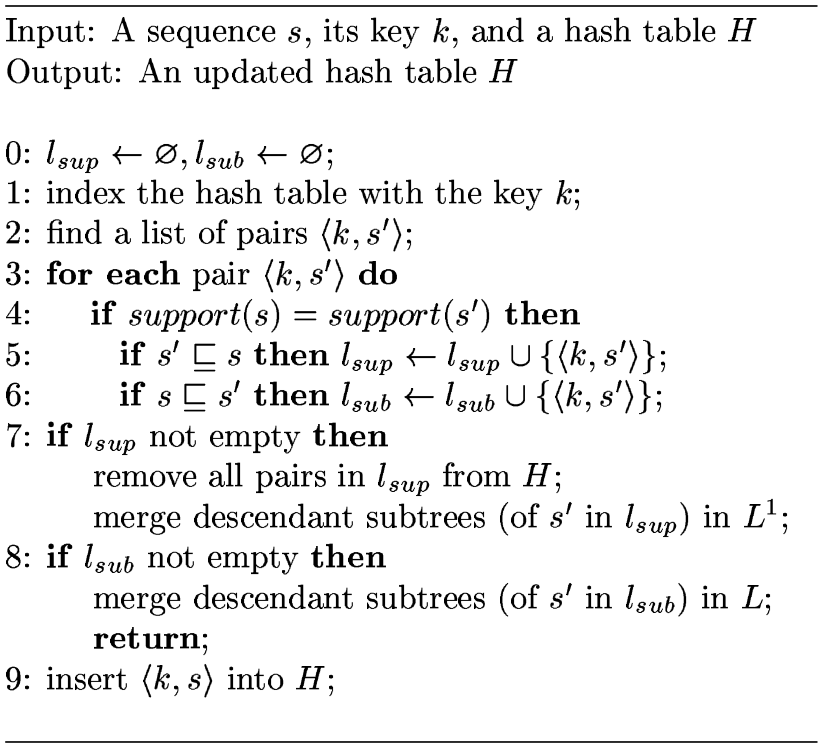 Input: A sequence s, its key k, and a hash table H
Output: An updated hash table H
0: l_sup ← ∅, l_sub ← ∅;
1: index the hash table with the key k;
2: find a list of pairs ⟨k, s′⟩;
3: for each pair ⟨k, s′⟩ do
4: if support(s) = support(s′) then
5: if s′ ⊑ s then l_sup ← l_sup ∪ {⟨k, s′⟩};
6: if s ⊑ s′ then l_sub ← l_sub ∪ {⟨k, s′⟩};
7: if l_sup not empty then
remove all pairs in l_sup from H;
merge descendant subtrees (of s′ in l_sup) in L¹;
8: if l_sub not empty then
merge descendant subtrees (of s′ in l_sub) in L;
return;
9: insert ⟨k, s⟩ into H;